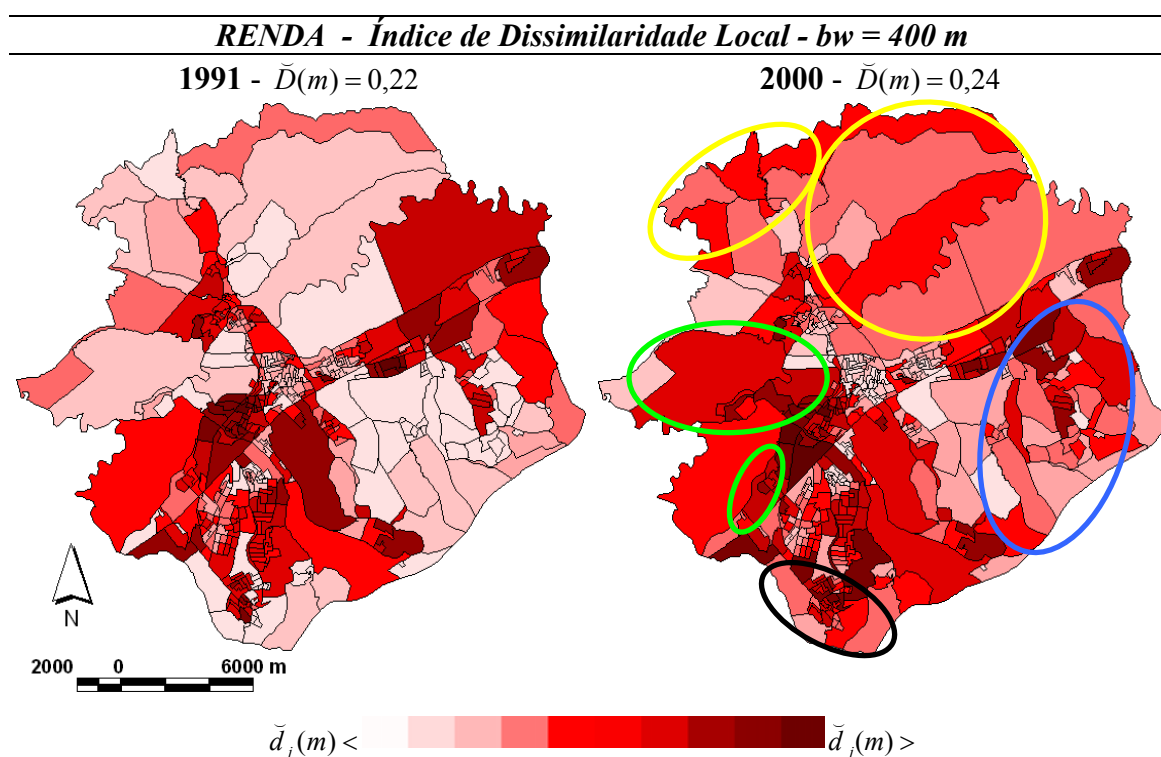 RENDA - Índice de Dissimilaridade Local - bw = 400 m
1991 - D̆(m) = 0,22
2000 - D̆(m) = 0,24
N
2000 0 6000 m
d̆ j(m) < d̆ j(m) >